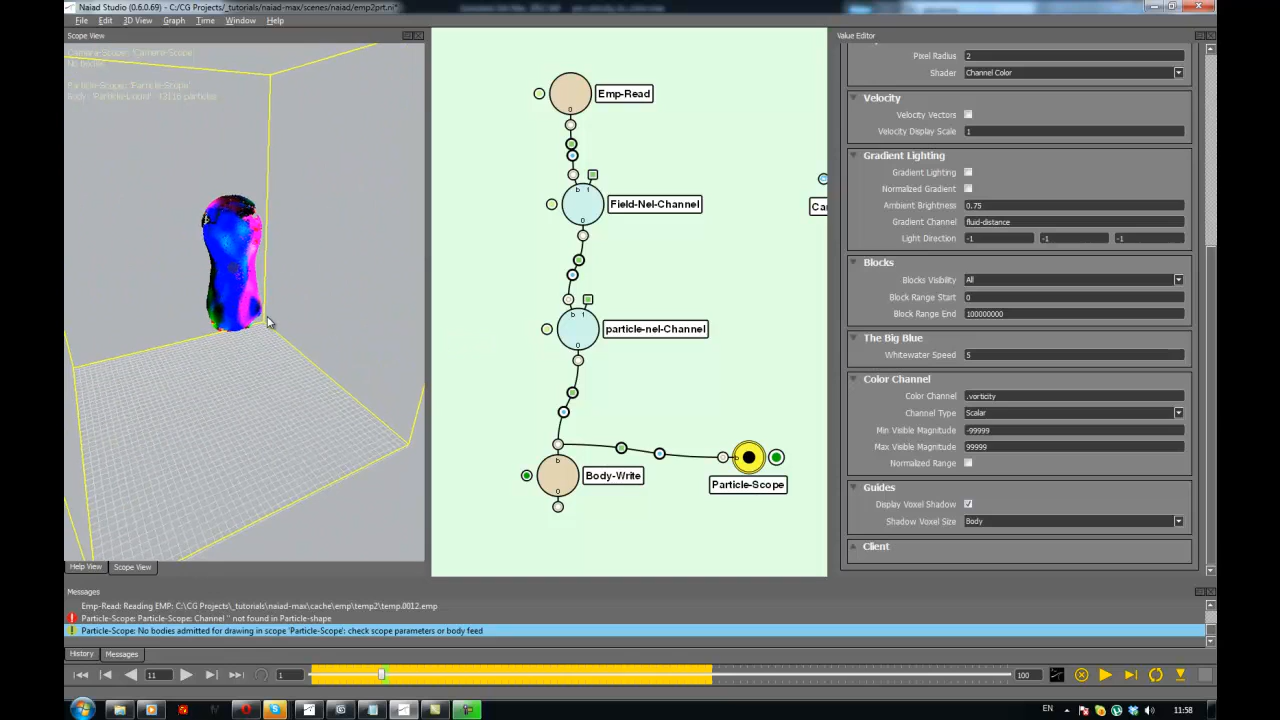 Naiad Studio (0.6.0.69) - C:/CG Projects/_tutorials/naiad-max/scenes/naiad/emp2prt.ni*
File Edit 3D View Graph Time Window Help
Scope View
Camera-Scope: 'Camera-Scope'
Particle-Scope: 'Particle-Scope'
Emp-Read
Field-Nel-Channel
particle-nel-Channel
Body-Write
Particle-Scope
Value Editor
Pixel Radius 2
Shader Channel Color
Velocity
Velocity Vectors
Velocity Display Scale 1
Gradient Lighting
Gradient Lighting
Normalized Gradient
Ambient Brightness 0.75
Gradient Channel fluid-distance
Light Direction -1 -1 -1
Blocks
Blocks Visibility All
Block Range Start 0
Block Range End 100000000
The Big Blue
Whitewater Speed 5
Color Channel
Color Channel .vorticity
Channel Type Scalar
Min Visible Magnitude -99999
Max Visible Magnitude 99999
Normalized Range
Guides
Display Voxel Shadow
Shadow Voxel Size Body
Client
Help View Scope View
Messages
Emp-Read: Reading EMP: C:\CG Projects\_tutorials\naiad-max\cache\emp\temp2\temp.0012.emp
Particle-Scope: Particle-Scope: Channel '' not found in Particle-shape
Particle-Scope: No bodies admitted for drawing in scope 'Particle-Scope': check scope parameters or body feed
History Messages
11 1 100
EN 11:58